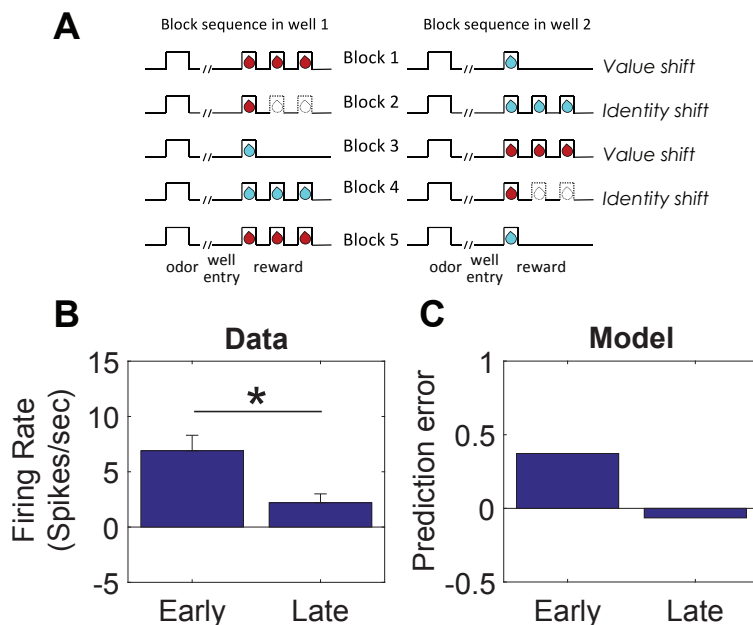 A
Block sequence in well 1
Block sequence in well 2
Block 1
Value shift
Block 2
Identity shift
Block 3
Value shift
Block 4
Identity shift
Block 5
odor
well
entry
reward
odor
well
entry
reward
B
Data
Firing Rate
(Spikes/sec)
15
10
5
0
-5
*
Early
Late
C
Model
Prediction error
1
0.5
0
-0.5
Early
Late